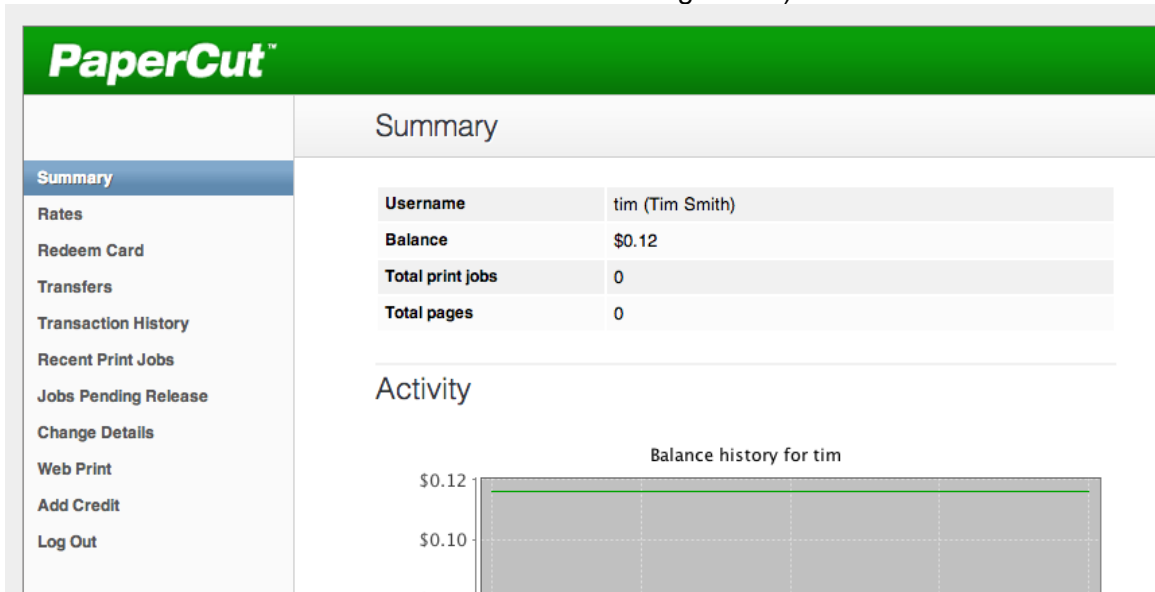 PaperCut™
Summary
Summary
Rates
Redeem Card
Transfers
Transaction History
Recent Print Jobs
Jobs Pending Release
Change Details
Web Print
Add Credit
Log Out
Username tim (Tim Smith)
Balance $0.12
Total print jobs 0
Total pages 0
Activity
Balance history for tim
$0.12
$0.10